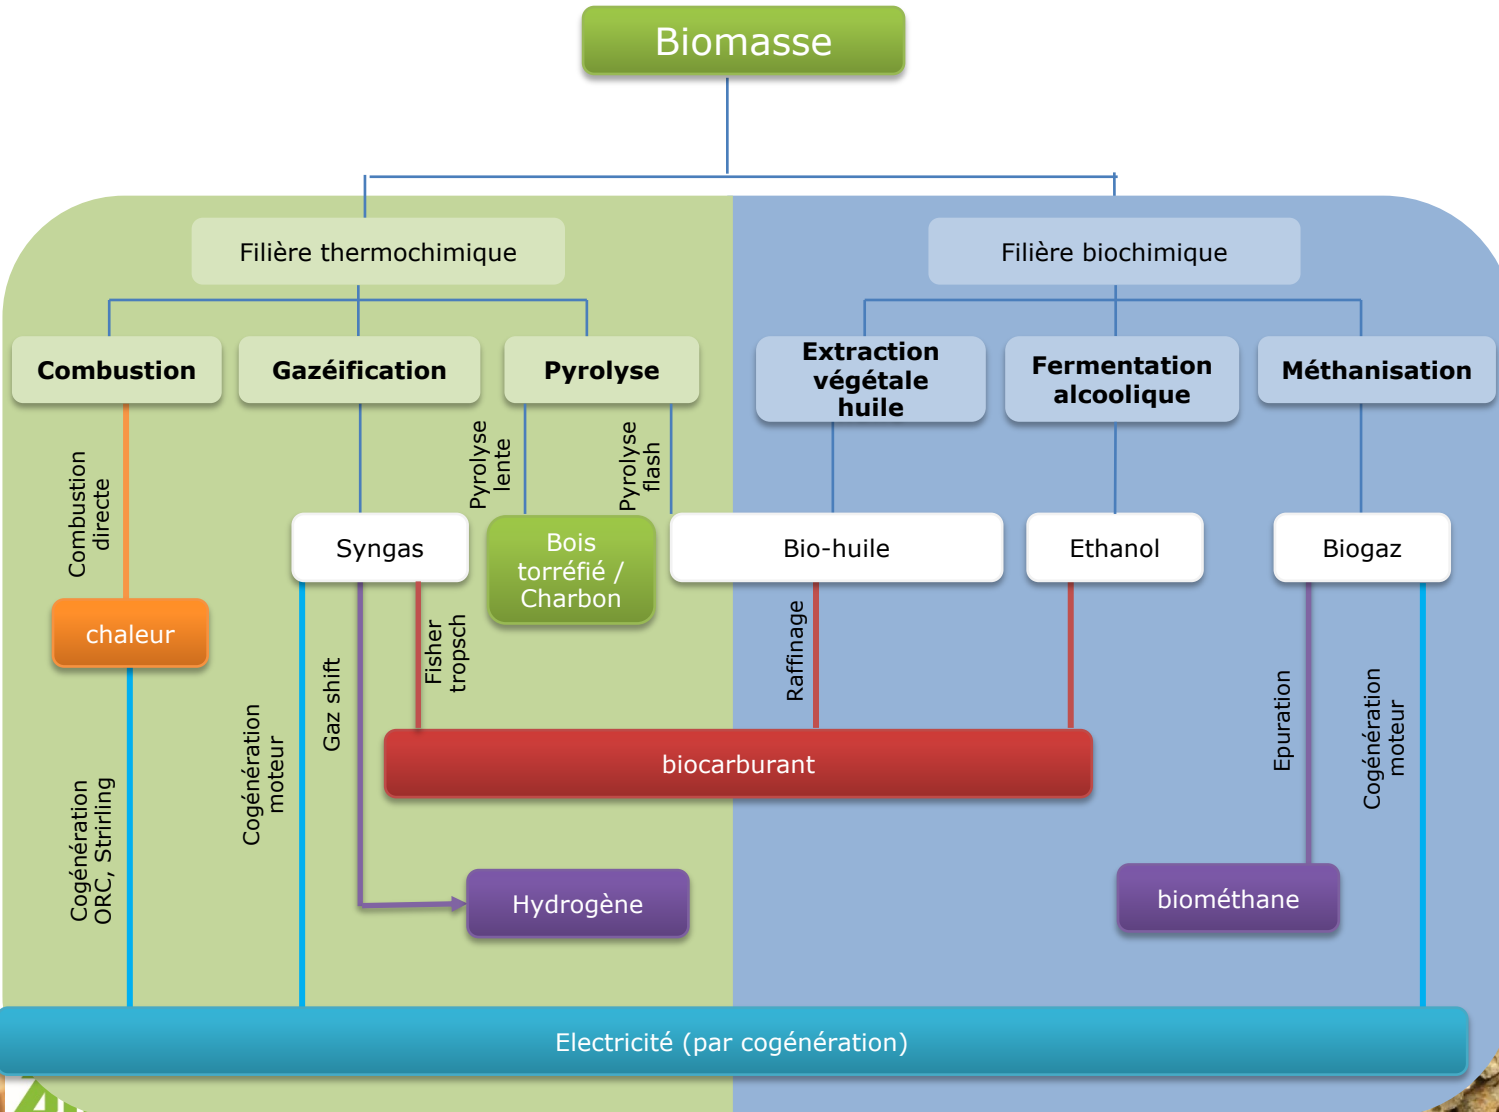 Biomasse
Filière thermochimique
Filière biochimique
Combustion
Gazéification
Pyrolyse
Extraction
végétale
huile
Fermentation
alcoolique
Méthanisation
Combustion
directe
Pyrolyse
lente
Pyrolyse
flash
Syngas
Bois
torréfié /
Charbon
Bio-huile
Ethanol
Biogaz
chaleur
Gaz shift
Fisher
tropsch
Raffinage
Epuration
Cogénération
moteur
Cogénération
moteur
biocarburant
Cogénération
ORC, Strirling
Hydrogène
biométhane
Electricité (par cogénération)